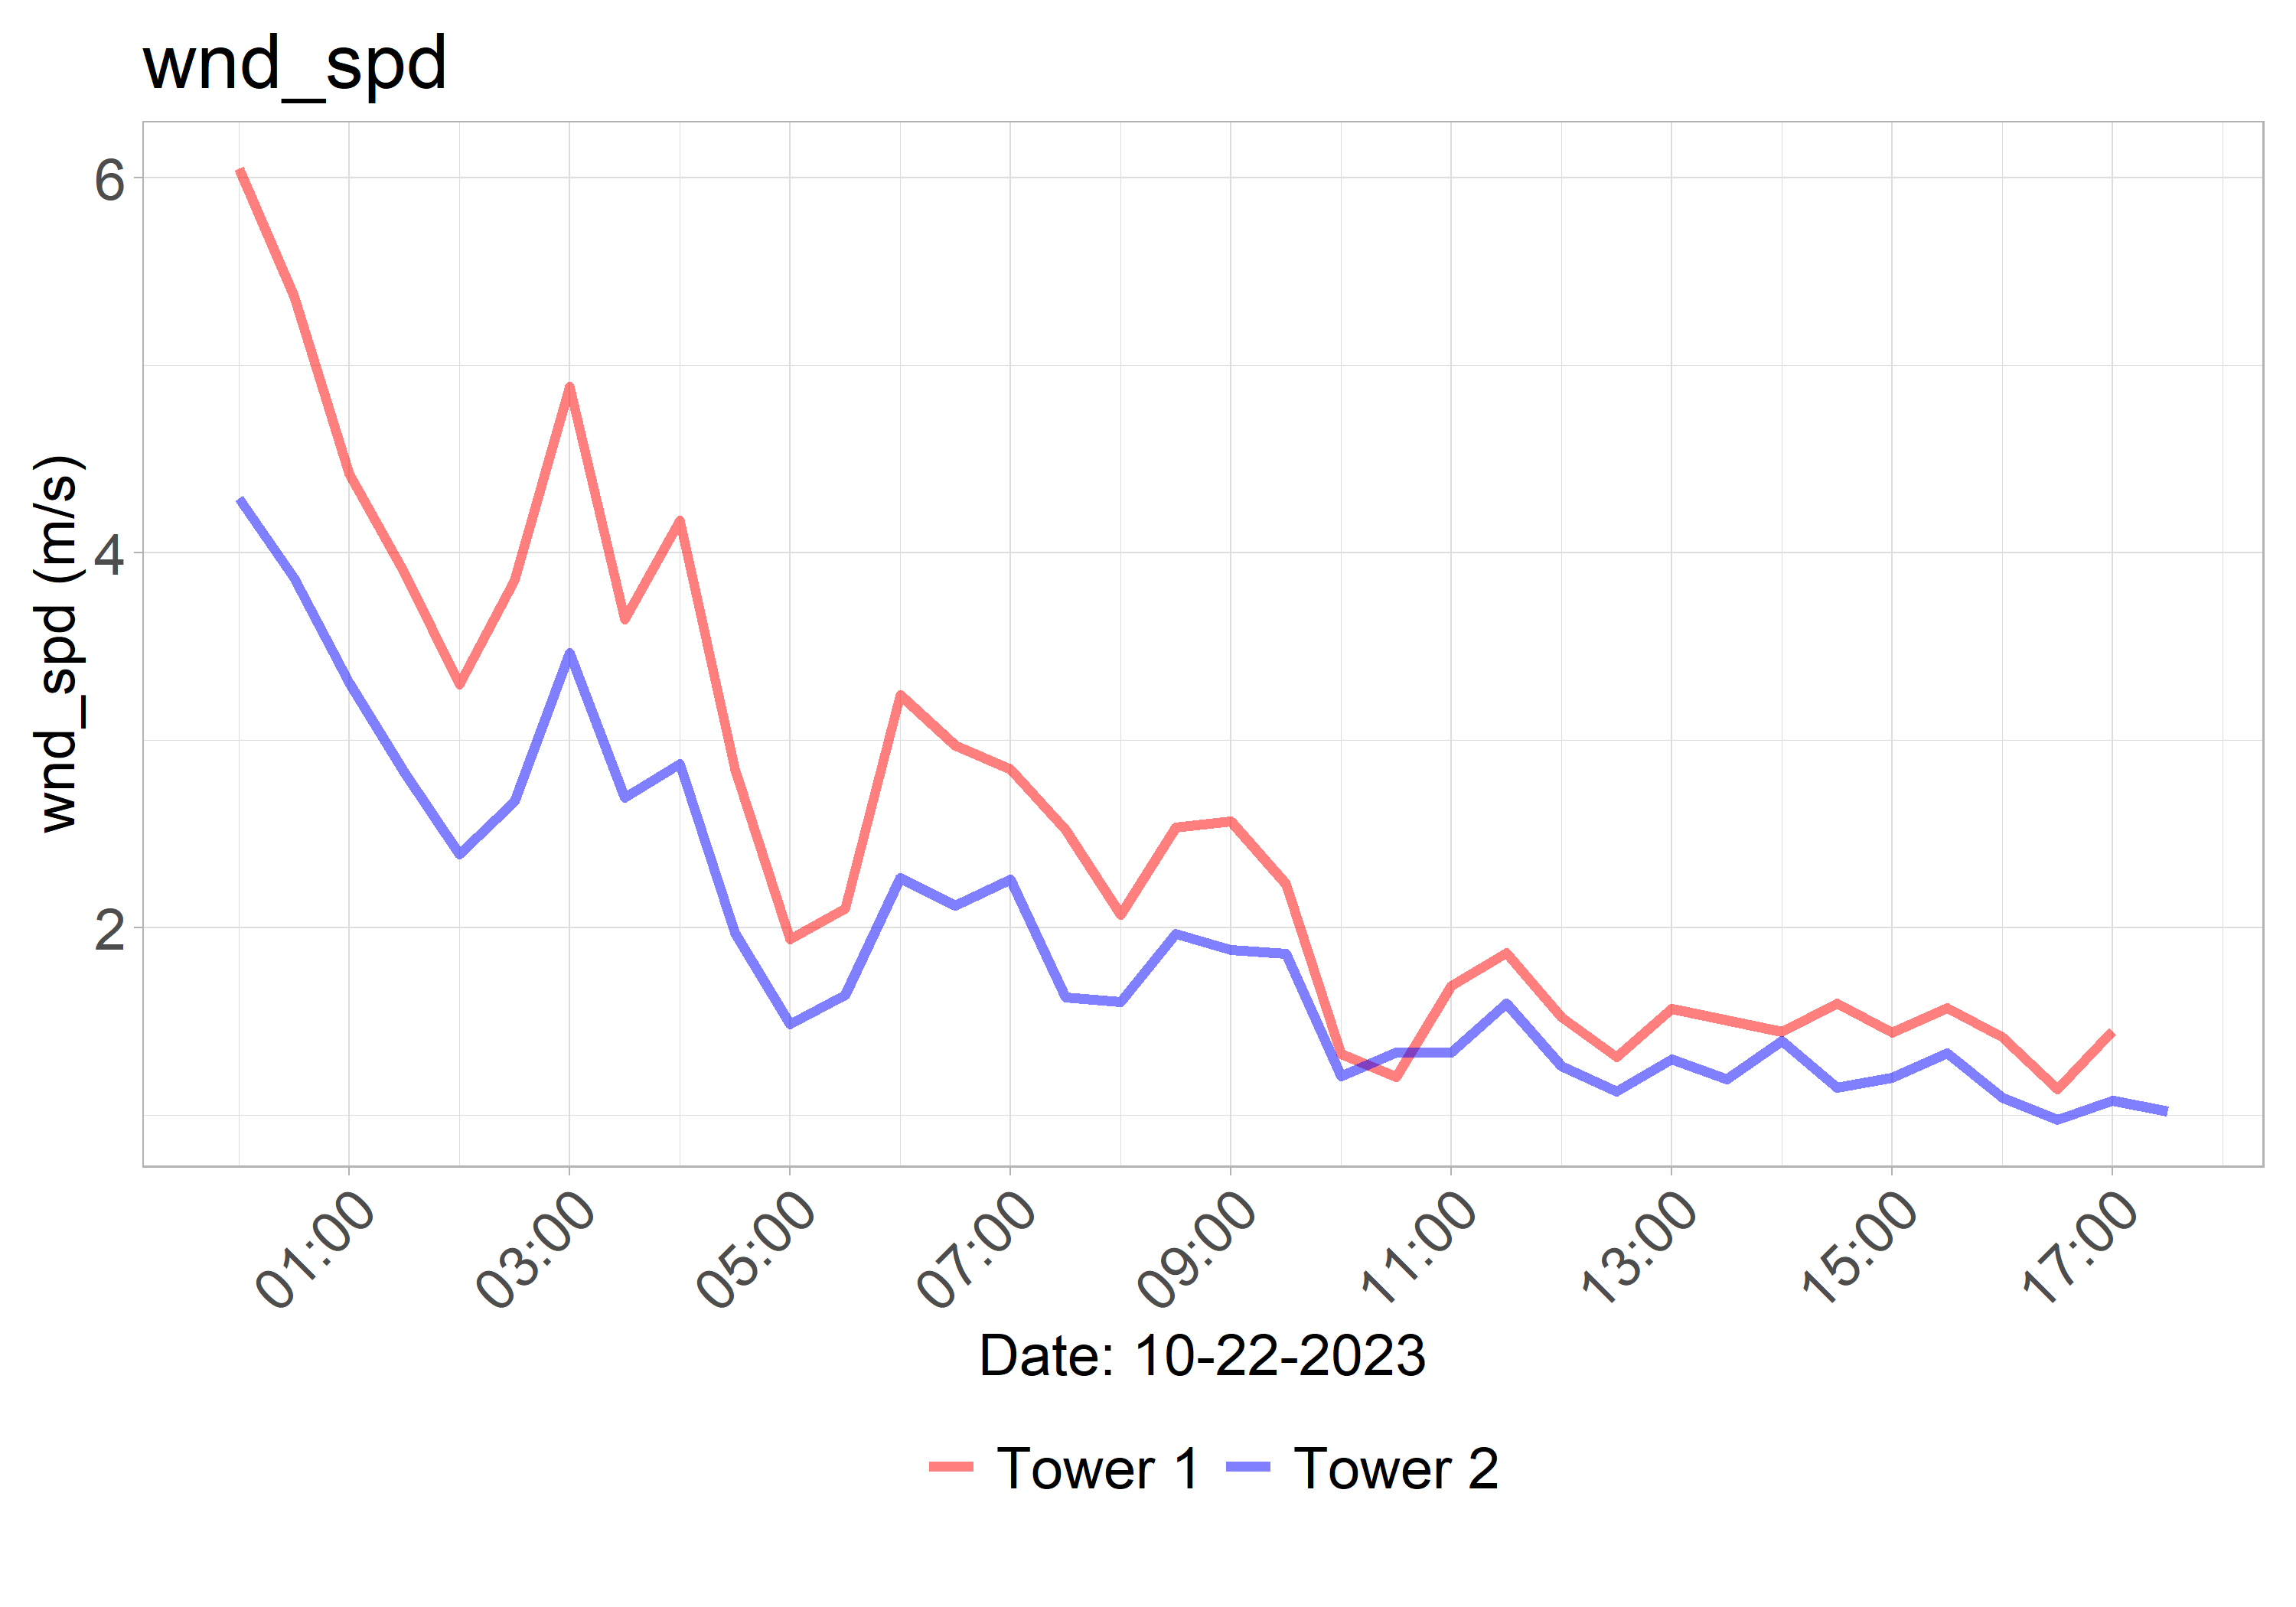 wnd_spd
wnd_spd (m/s)
6
4
2
01:00 03:00 05:00 07:00 09:00 11:00 13:00 15:00 17:00
Date: 10-22-2023
Tower 1 Tower 2